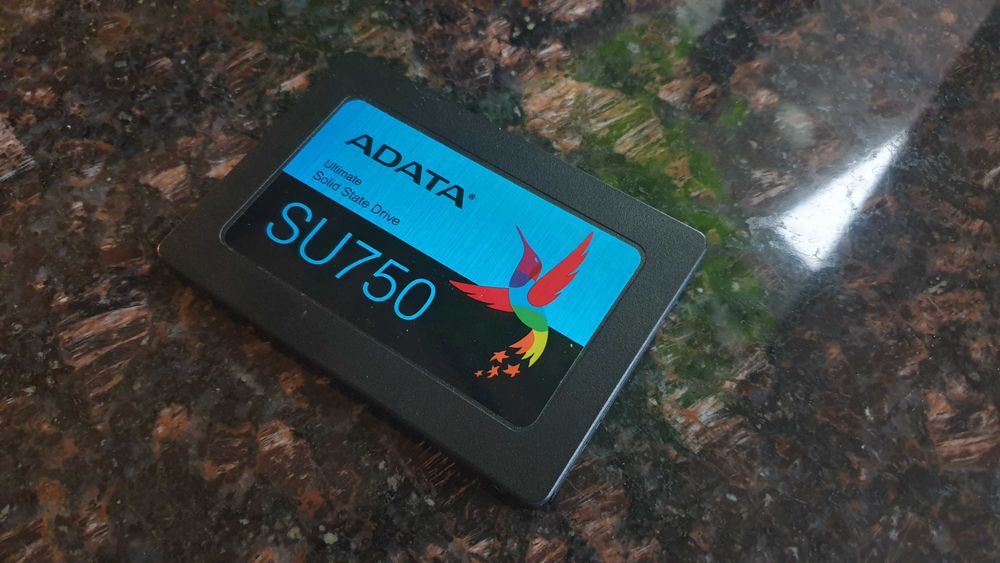 ADATA®
Ultimate
Solid State Drive
SU750